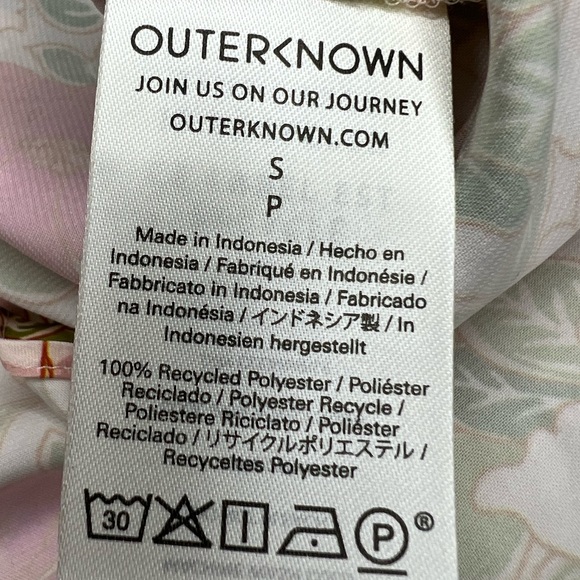 OUTERKNOWN
JOIN US ON OUR JOURNEY
OUTERKNOWN.COM
S
P
Made in Indonesia / Hecho en
Indonesia / Fabriqué en Indonésie /
Fabbricato in Indonesia / Fabricado
na Indonésia / インドネシア製 / In
Indonesien hergestellt
100% Recycled Polyester / Poliéster
Reciclado / Polyester Recycle /
Poliestere Riciclato / Poliéster
Reciclado / リサイクルポリエステル /
Recyceltes Polyester
30
P ®